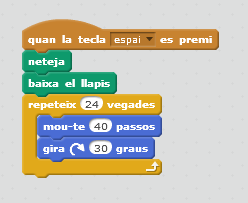 quan la tecla espai es premi
neteja
baixa el llapis
repeteix 24 vegades
mou-te 40 passos
gira 30 graus